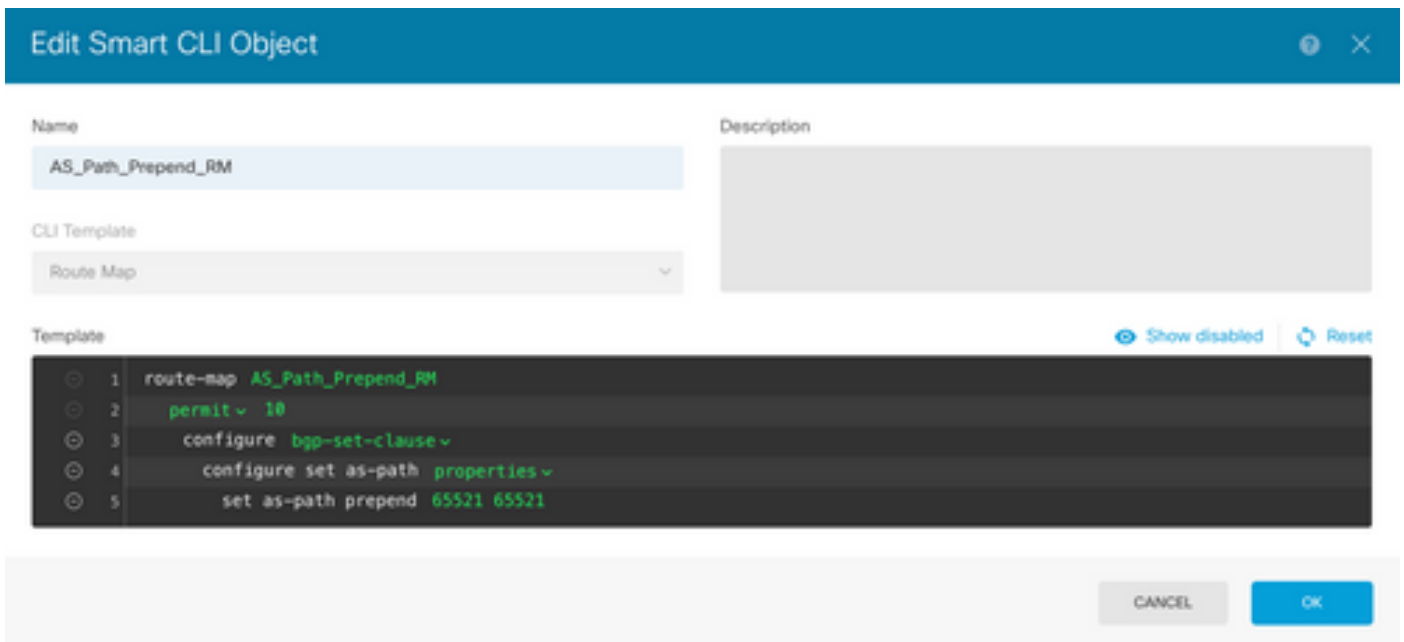 Edit Smart CLI Object
Name
Description
AS_Path_Prepend_RM
CLI Template
Route Map
Template
Show disabled
Reset
1 route-map AS_Path_Prepend_RM
2 permit 10
3 configure bgp-set-clause
4 configure set as-path properties
5 set as-path prepend 65521 65521
CANCEL
OK